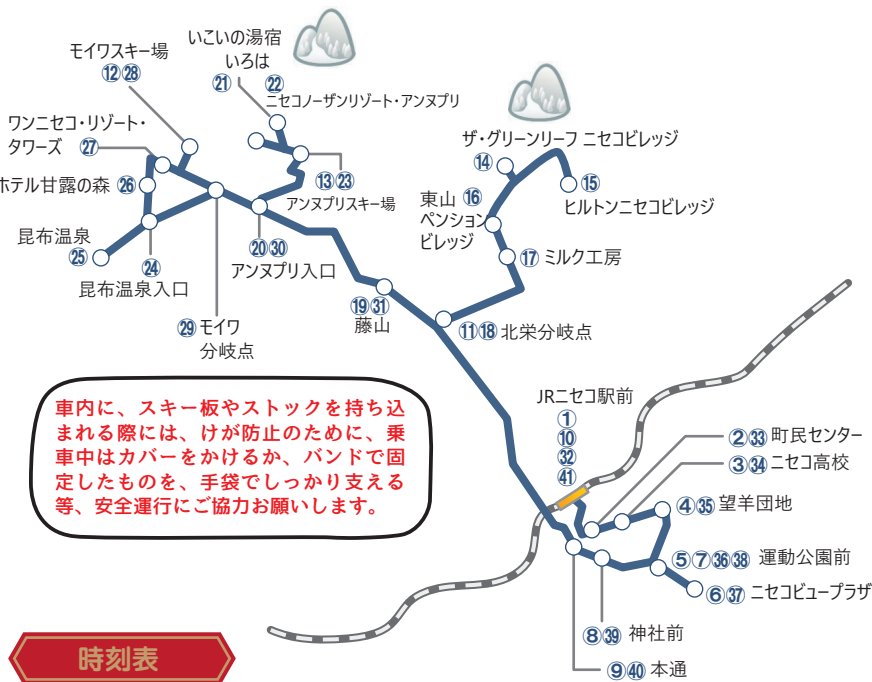 モイワスキー場
⑫㉘
いこいの湯宿
いろは
㉑
㉒
ニセコノーザンリゾート・アンヌプリ
ワンニセコ・リゾート・
タワーズ ㉗
ホテル甘露の森 ㉖
⑬㉓
アンヌプリスキー場
昆布温泉
㉕
㉔
昆布温泉入口
⑳㉚
アンヌプリ入口
㉙モイワ
分岐点
⑲㉛
藤山
ザ・グリーンリーフ ニセコビレッジ
⑭
⑮
ヒルトンニセコビレッジ
東山 ⑯
ペンション
ビレッジ
⑰ ミルク工房
⑪⑱ 北栄分岐点
車内に、スキー板やストックを持ち込
まれる際には、けが防止のために、乗
車中はカバーをかけるか、バンドで固
定したものを、手袋でしっかり支える
等、安全運行にご協力お願いします。
JRニセコ駅前
①
⑩
㉜
㊶
②㉝ 町民センター
③㉞ ニセコ高校
④㉟ 望羊団地
⑤⑦㊱㊳ 運動公園前
⑥㊲ ニセコビュープラザ
⑧㊴ 神社前
⑨㊵ 本通
時刻表